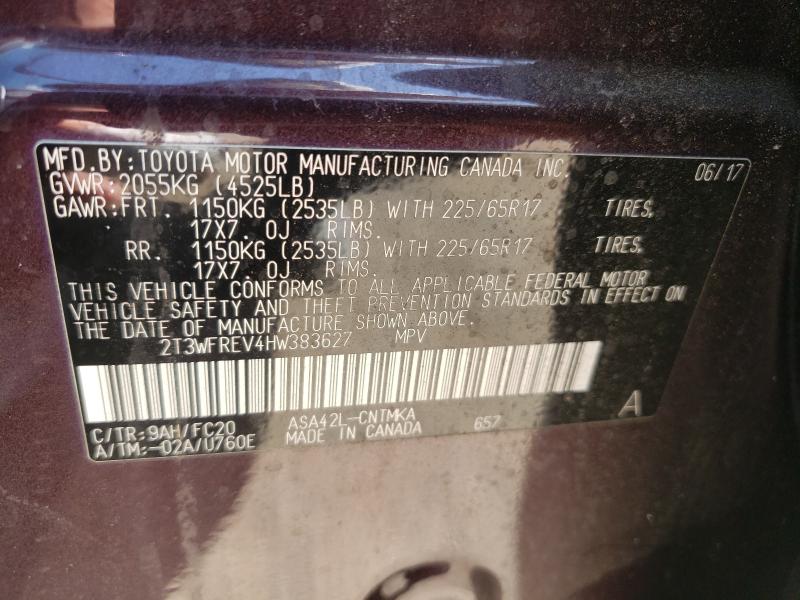 MFD.BY:TOYOTA MOTOR MANUFACTURING CANADA INC. 06/17
GVWR:2055KG (4525LB)
GAWR:FRT. 1150KG (2535LB) WITH 225/65R17 TIRES,
17X7. 0J RIMS.
RR. 1150KG (2535LB) WITH 225/65R17 TIRES,
17X7. 0J RIMS.
THIS VEHICLE CONFORMS TO ALL APPLICABLE FEDERAL MOTOR
VEHICLE SAFETY AND THEFT PREVENTION STANDARDS IN EFFECT ON
THE DATE OF MANUFACTURE SHOWN ABOVE.
2T3WFREV4HW383627 MPV
C/TR:9AH/FC20 ASA42L-CNTMKA 657 A
A/TM:-02A/U760E MADE IN CANADA